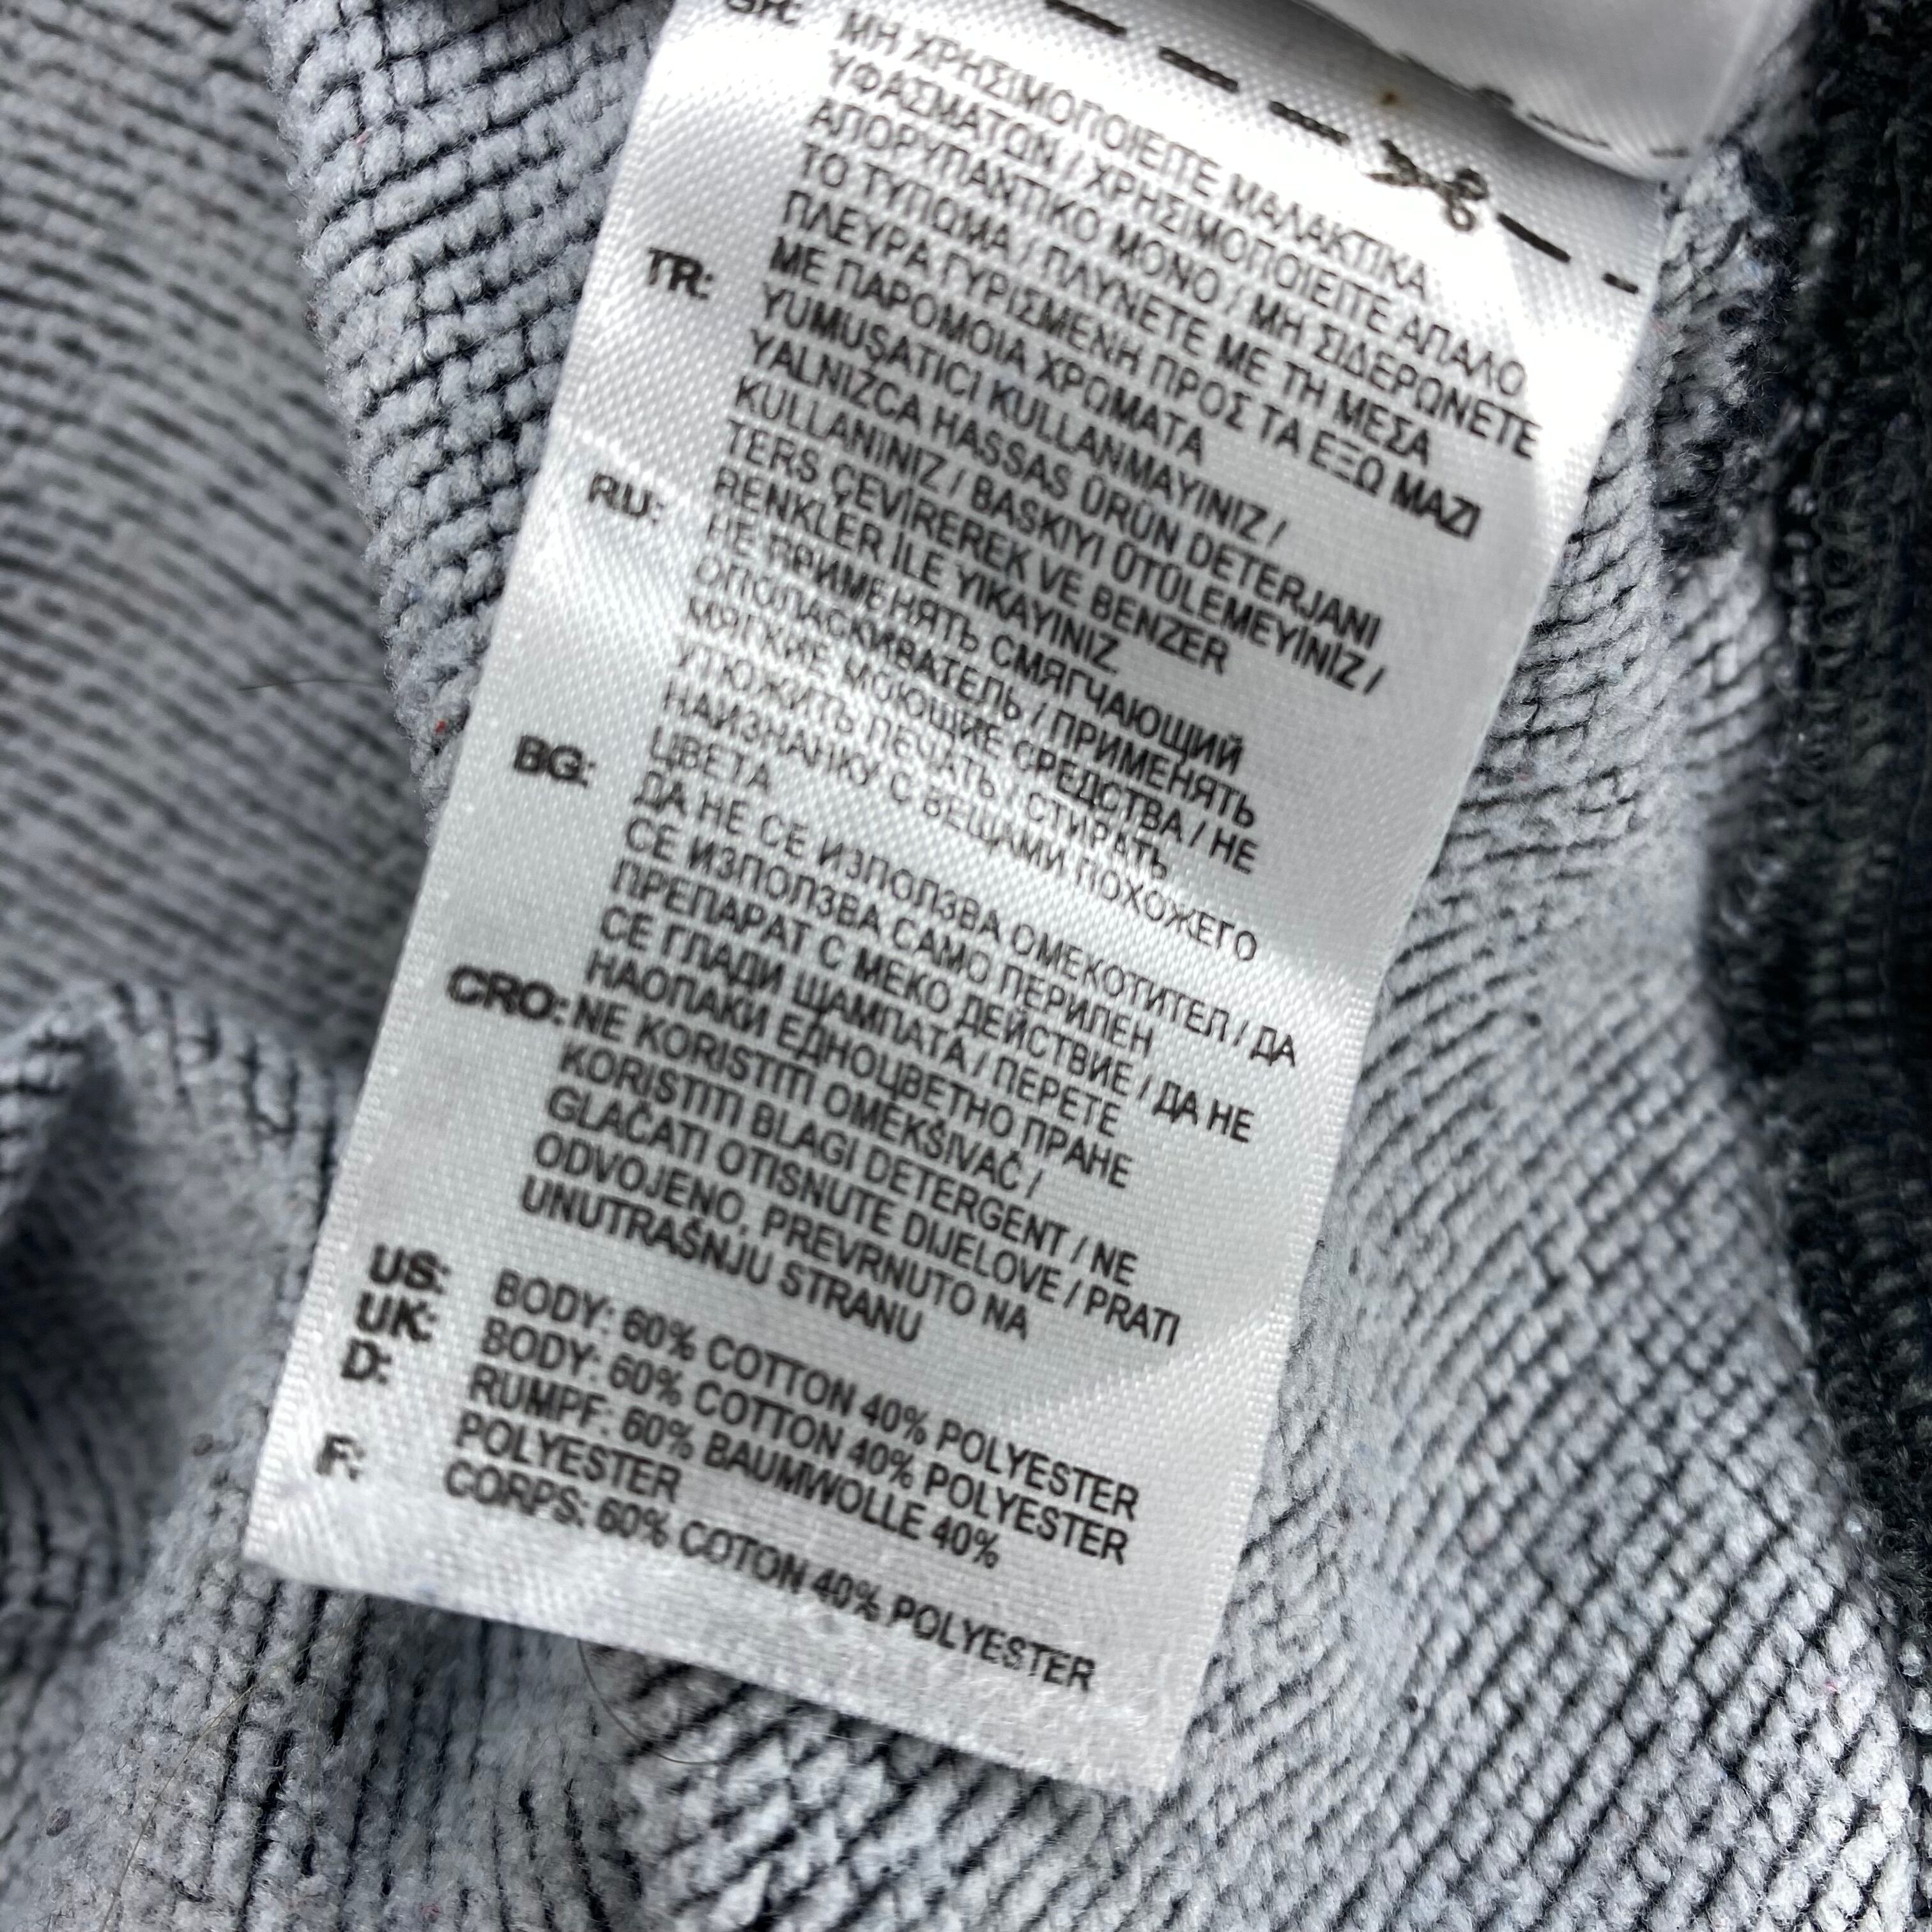 GR: ΜΗ ΧΡΗΣΙΜΟΠΟΙΕΙΤΕ ΜΑΛΑΚΤΙΚΑ
ΥΦΑΣΜΑΤΩΝ / ΧΡΗΣΙΜΟΠΟΙΕΙΤΕ ΑΠΑΛΟ
ΑΠΟΡΥΠΑΝΤΙΚΟ ΜΟΝΟ / ΜΗ ΣΙΔΕΡΩΝΕΤΕ
ΤΟ ΤΥΠΩΜΑ / ΠΛΥΝΕΤΕ ΜΕ ΤΗ ΜΕΣΑ
ΠΛΕΥΡΑ ΓΥΡΙΣΜΕΝΗ ΠΡΟΣ ΤΑ ΕΞΩ ΜΑΖΙ
ΜΕ ΠΑΡΟΜΟΙΑ ΧΡΩΜΑΤΑ
TR: YUMUŞATICI KULLANMAYINIZ /
YALNIZCA HASSAS ÜRÜN DETERJANI
KULLANINIZ / BASKIYI ÜTÜLEMEYİNİZ /
TERS ÇEVİREREK VE BENZER
RENKLER İLE YIKAYINIZ.
RU: НЕ ПРИМЕНЯТЬ СМЯГЧАЮЩИЙ
ОПОЛАСКИВАТЕЛЬ / ПРИМЕНЯТЬ
МЯГКИЕ МОЮЩИЕ СРЕДСТВА / НЕ
УТЮЖИТЬ ПЕЧАТЬ / СТИРАТЬ
НАИЗНАНКУ С ВЕЩАМИ ПОХОЖЕГО
ЦВЕТА
BG: ДА НЕ СЕ ИЗПОЛЗВА ОМЕКОТИТЕЛ / ДА
СЕ ИЗПОЛЗВА САМО ПЕРИЛЕН
ПРЕПАРАТ С МЕКО ДЕЙСТВИЕ / ДА НЕ
СЕ ГЛАДИ ЩАМПАТА / ПЕРЕТЕ
НАОПАКИ ЕДНОЦВЕТНО ПРАНЕ
CRO: NE KORISTITI OMEKŠIVAČ /
KORISTITI BLAGI DETERGENT / NE
GLAČATI OTISNUTE DIJELOVE / PRATI
ODVOJENO, PREVRNUTO NA
UNUTRAŠNJU STRANU
US: BODY: 60% COTTON 40% POLYESTER
UK: BODY: 60% COTTON 40% POLYESTER
D: RUMPF: 60% BAUMWOLLE 40%
POLYESTER
F: CORPS: 60% COTON 40% POLYESTER